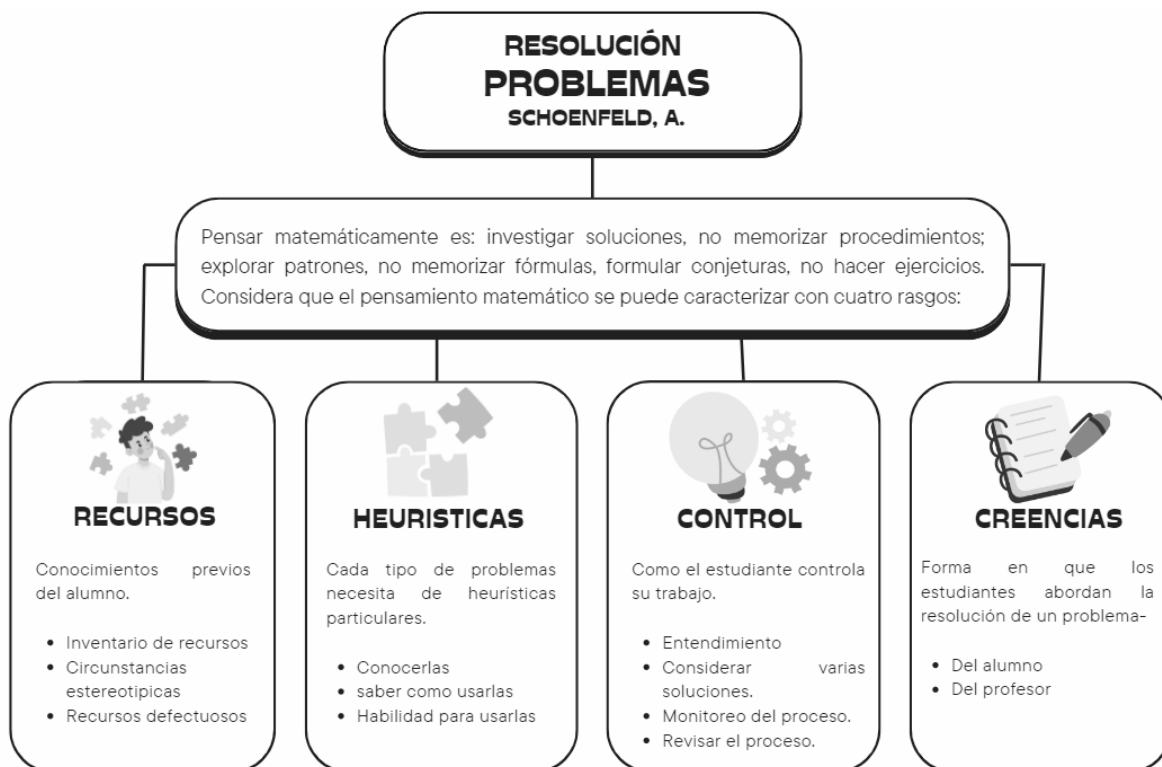 RESOLUCIÓN
PROBLEMAS
SCHOENFELD, A.
Pensar matemáticamente es: investigar soluciones, no memorizar procedimientos;
explorar patrones, no memorizar fórmulas, formular conjeturas, no hacer ejercicios.
Considera que el pensamiento matemático se puede caracterizar con cuatro rasgos:
RECURSOS
Conocimientos previos
del alumno.
• Inventario de recursos
• Circunstancias
estereotipicas
• Recursos defectuosos
HEURISTICAS
Cada tipo de problemas
necesita de heurísticas
particulares.
• Conocerlas
• saber como usarlas
• Habilidad para usarlas
CONTROL
Como el estudiante controla
su trabajo.
• Entendimiento
• Considerar varias
soluciones.
• Monitoreo del proceso.
• Revisar el proceso.
CREENCIAS
Forma en que los
estudiantes abordan la
resolución de un problema-
• Del alumno
• Del profesor